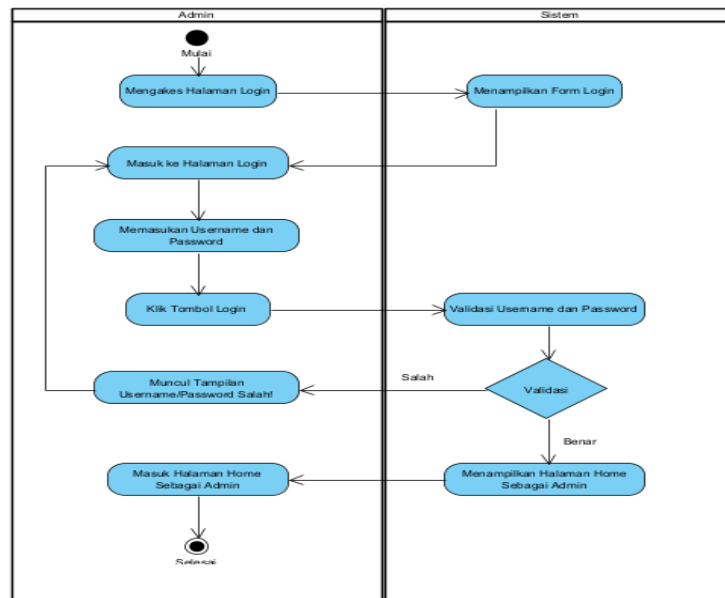 Admin
Sistem
Mulai
Mengakes Halaman Login
Menampilkan Form Login
Masuk ke Halaman Login
Memasukan Username dan
Password
Klik Tombol Login
Validasi Username dan Password
Salah
Muncul Tampilan
Username/Password Salah!
Validasi
Benar
Masuk Halaman Home
Sebagai Admin
Menampilkan Halaman Home
Sebagai Admin
Selesai